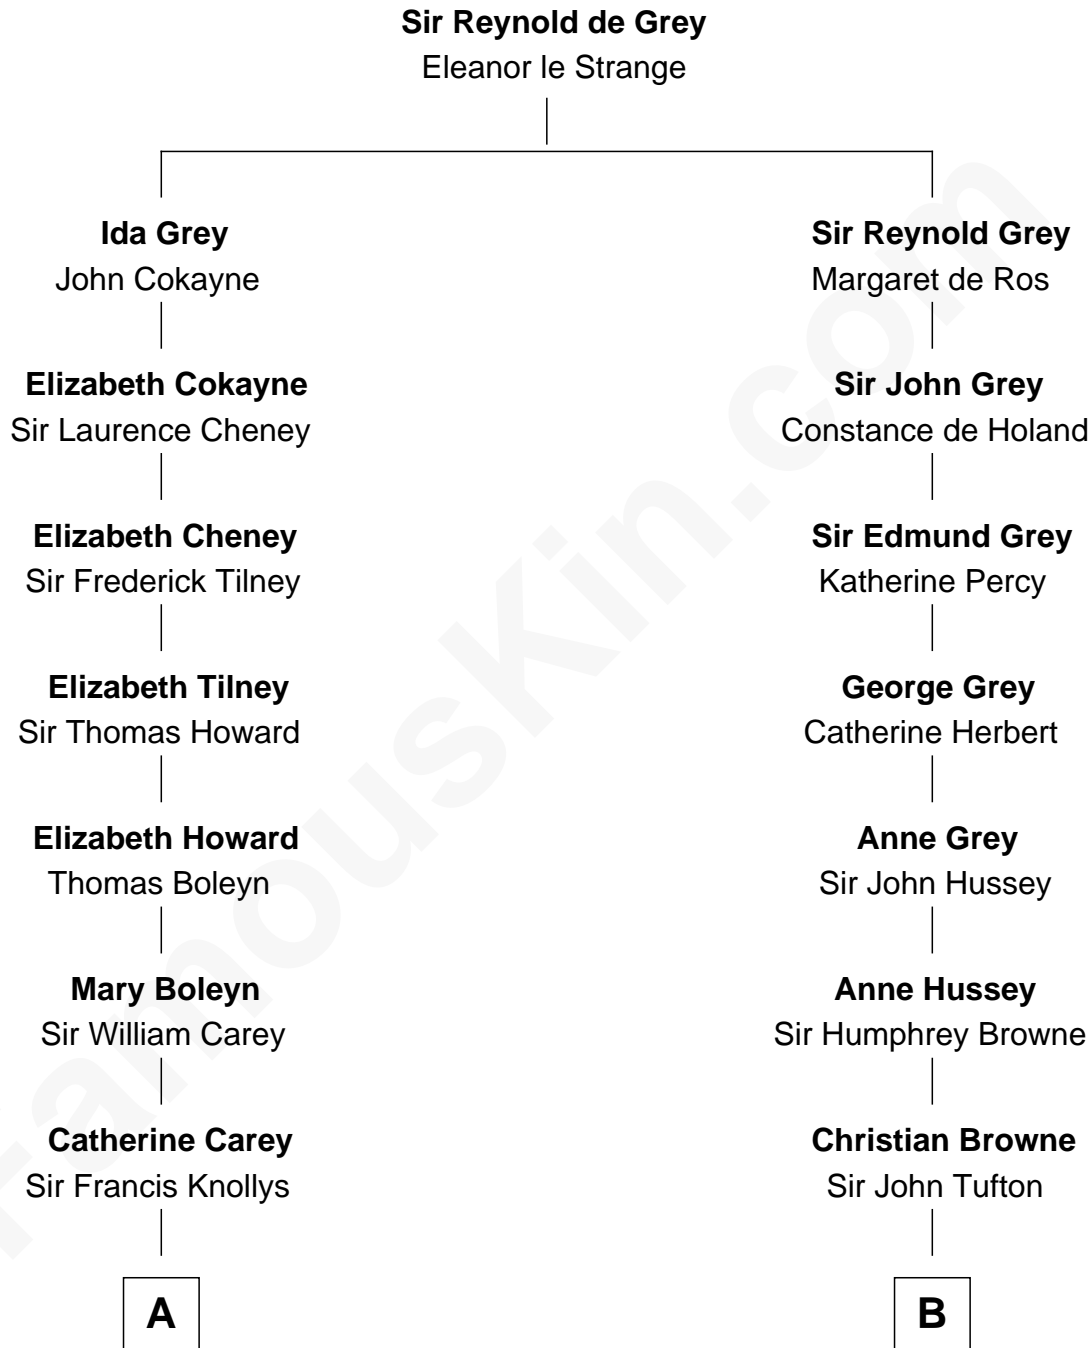 Sir Reynold de Grey
Eleanor le Strange
Ida Grey
John Cokayne
Sir Reynold Grey
Margaret de Ros
Elizabeth Cokayne
Sir Laurence Cheney
Sir John Grey
Constance de Holand
Elizabeth Cheney
Sir Frederick Tilney
Sir Edmund Grey
Katherine Percy
Elizabeth Tilney
Sir Thomas Howard
George Grey
Catherine Herbert
Elizabeth Howard
Thomas Boleyn
Anne Grey
Sir John Hussey
Mary Boleyn
Sir William Carey
Anne Hussey
Sir Humphrey Browne
Catherine Carey
Sir Francis Knollys
Christian Browne
Sir John Tufton
A
B
FamousKin.com